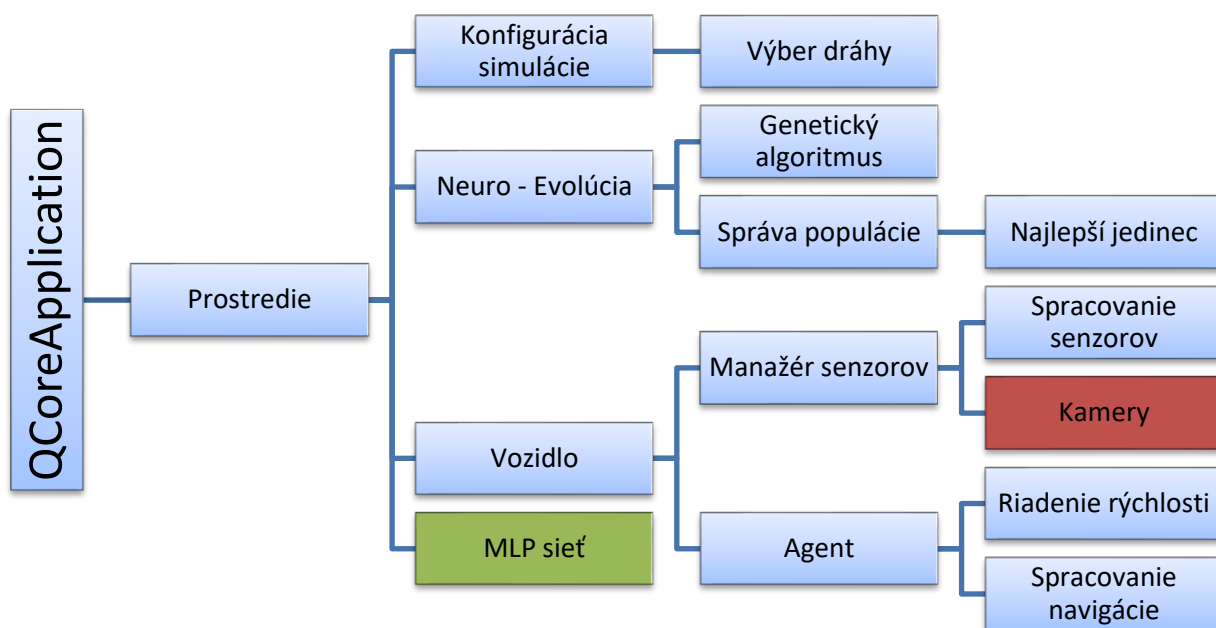 QCoreApplication
Prostredie
Konfigurácia
simulácie
Výber dráhy
Neuro - Evolúcia
Genetický
algoritmus
Správa populácie
Najlepší jedinec
Vozidlo
Manažér senzorov
Spracovanie
senzorov
Kamery
Agent
Riadenie rýchlosti
Spracovanie
navigácie
MLP sieť